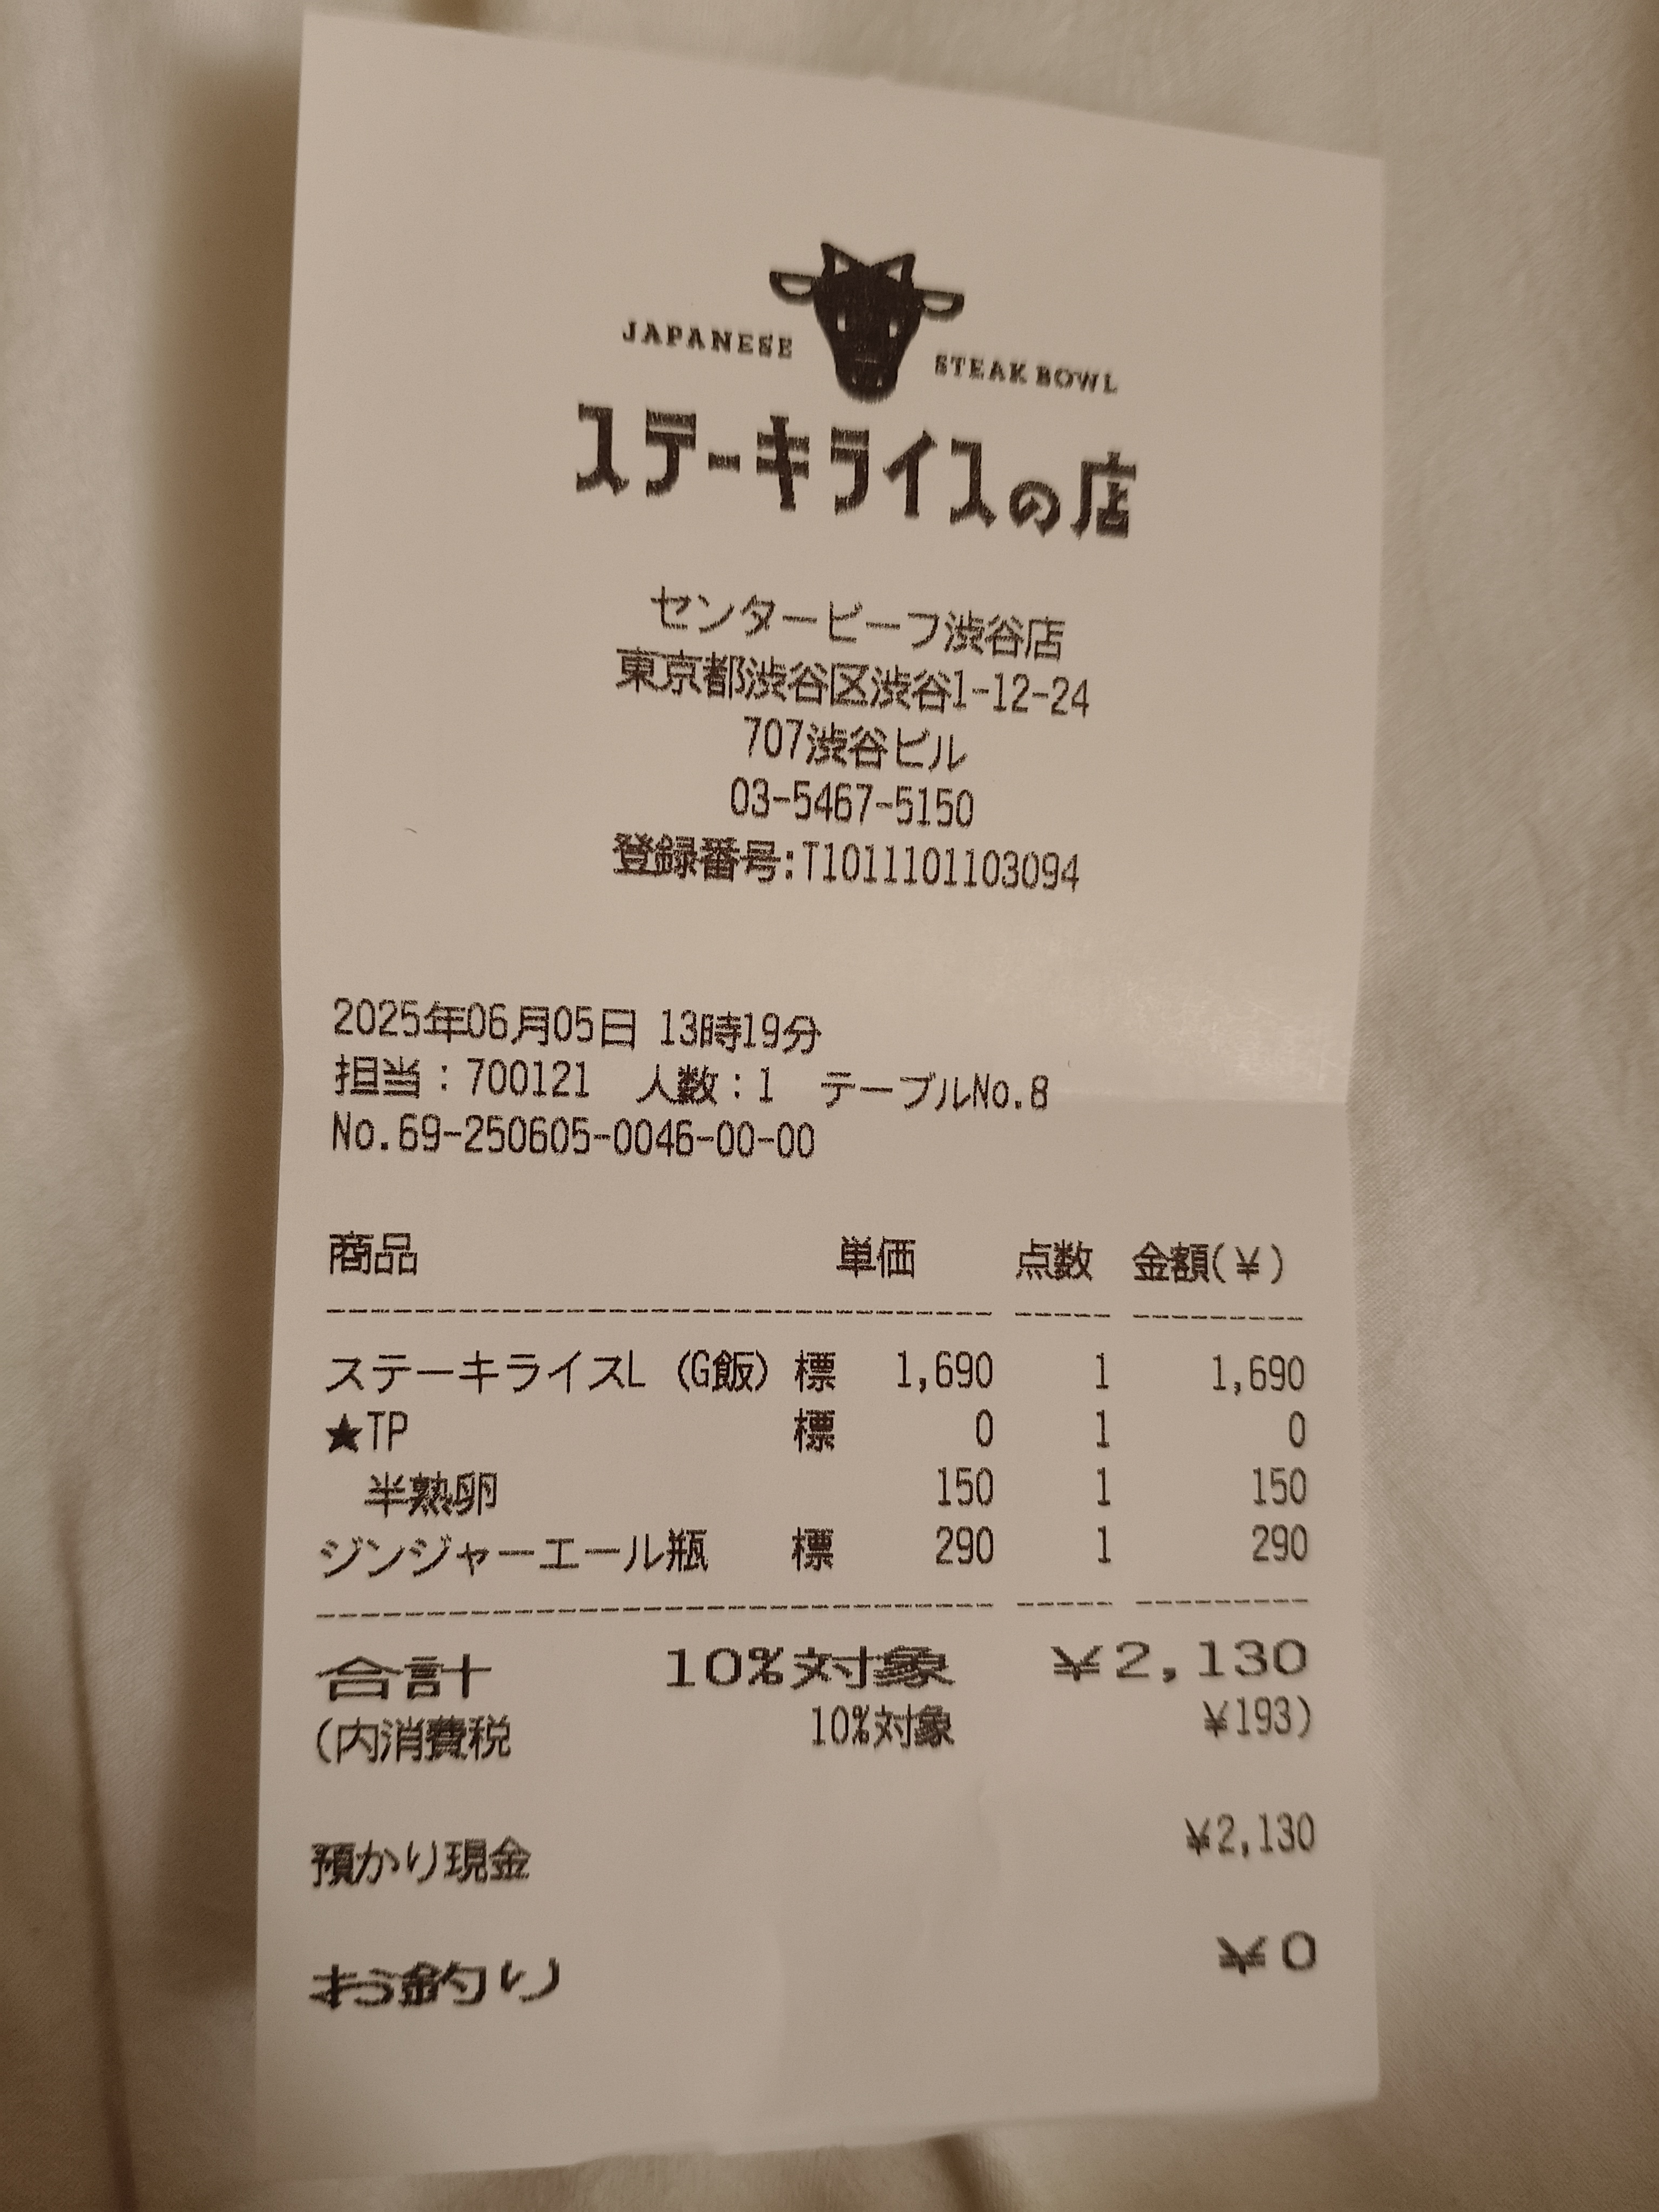 JAPANESE STEAK BOWL
ステーキライスの店
センタービーフ渋谷店
東京都渋谷区渋谷1-12-24
707渋谷ビル
03-5467-5150
登録番号:T1011101103094
2025年06月05日 13時19分
担当:700121 人数:1 テーブルNo.8
No.69-250605-0046-00-00
商品 単価 点数 金額(¥)
ステーキライスL (G飯) 標 1,690 1 1,690
★TP 標 0 1 0
半熟卵 150 1 150
ジンジャーエール瓶 標 290 1 290
合計 10%対象 ¥2,130
(内消費税 10%対象 ¥193)
預かり現金 ¥2,130
お釣り ¥0